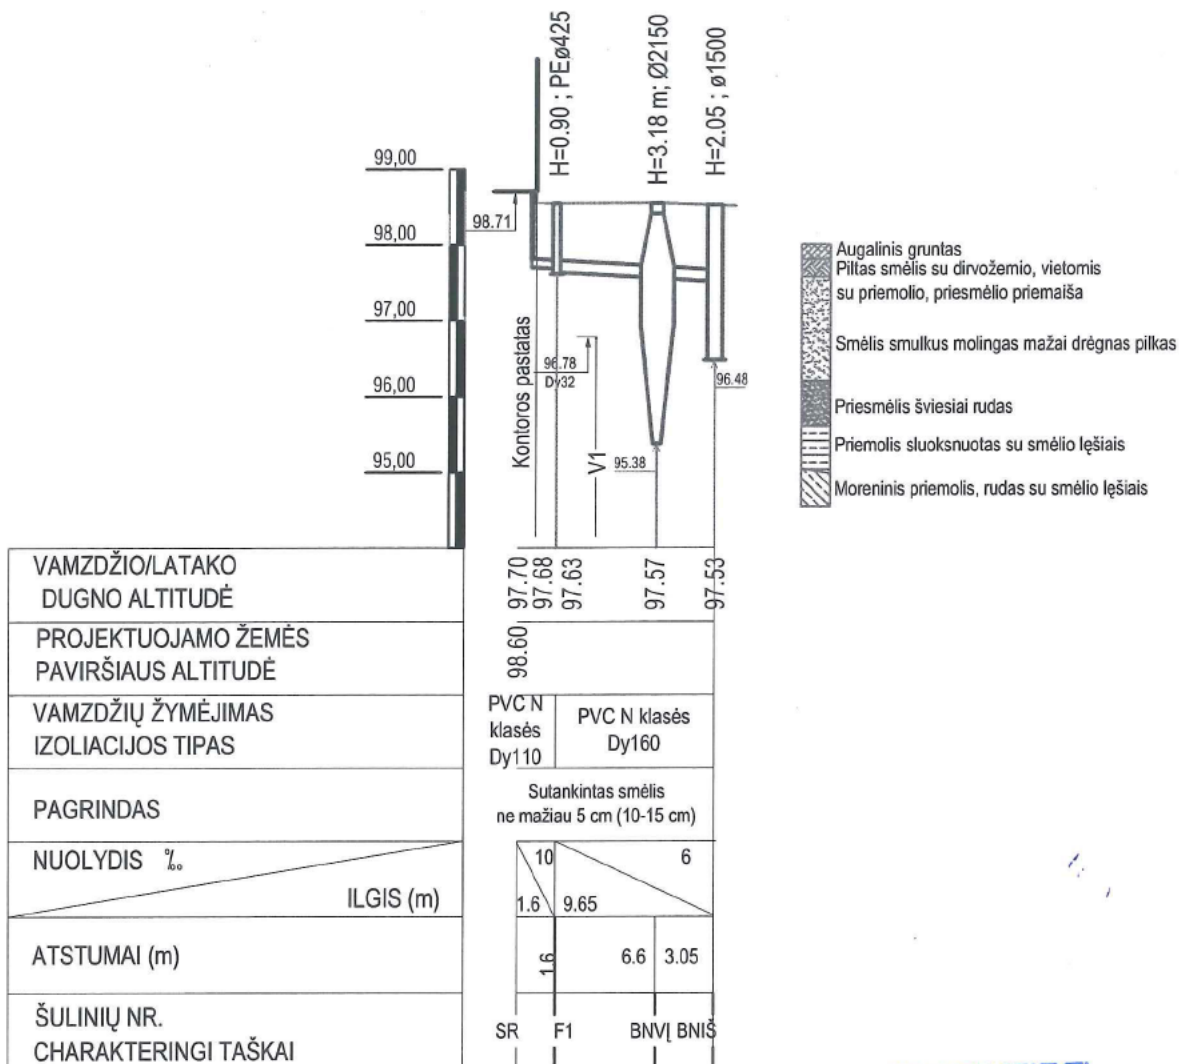 H=0.90 ; PEø425
H=3.18 m; Ø2150
H=2.05 ; ø1500
99,00
98,00
97,00
96,00
95,00
98.71
Kontoros pastatas
96.78
Dy32
V1
95.38
96.48
Augalinis gruntas
Piltas smėlis su dirvožemio, vietomis
su priemolio, priesmėlio priemaiša
Smėlis smulkus molingas mažai drėgnas pilkas
Priesmėlis šviesiai rudas
Priemolis sluoksnuotas su smėlio lęšiais
Moreninis priemolis, rudas su smėlio lęšiais
VAMZDŽIO/LATAKO
DUGNO ALTITUDĖ
97.70
97.68
97.63
97.57
97.53
PROJEKTUOJAMO ŽEMĖS
PAVIRŠIAUS ALTITUDĖ
98.60
VAMZDŽIŲ ŽYMĖJIMAS
IZOLIACIJOS TIPAS
PVC N
klasės
Dy110
PVC N klasės
Dy160
PAGRINDAS
Sutankintas smėlis
ne mažiau 5 cm (10-15 cm)
NUOLYDIS ‰
ILGIS (m)
10
1.6
6
9.65
ATSTUMAI (m)
1.6
6.6
3.05
ŠULINIŲ NR.
CHARAKTERINGI TAŠKAI
SR F1 BNVĮ BNIŠ